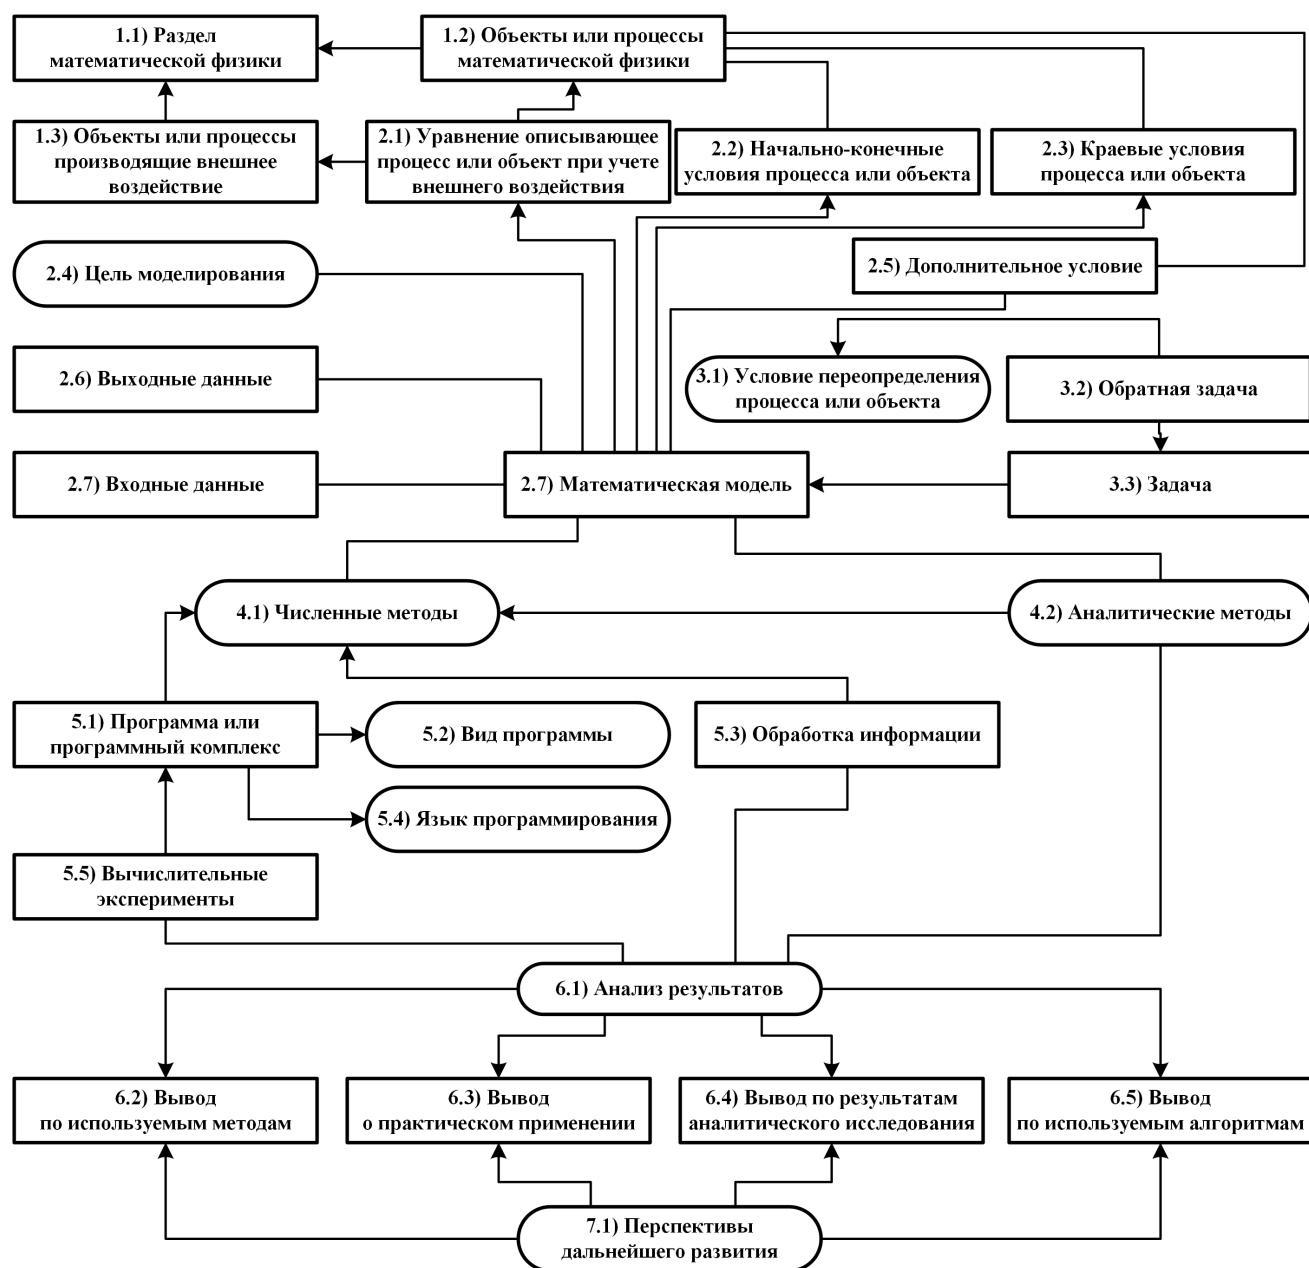 1.1) Раздел
математической физики
1.2) Объекты или процессы
математической физики
1.3) Объекты или процессы
производящие внешнее
воздействие
2.1) Уравнение описывающее
процесс или объект при учете
внешнего воздействия
2.2) Начально-конечные
условия процесса или объекта
2.3) Краевые условия
процесса или объекта
2.4) Цель моделирования
2.5) Дополнительное условие
2.6) Выходные данные
3.1) Условие переопределения
процесса или объекта
3.2) Обратная задача
2.7) Входные данные
2.7) Математическая модель
3.3) Задача
4.1) Численные методы
4.2) Аналитические методы
5.1) Программа или
программный комплекс
5.2) Вид программы
5.3) Обработка информации
5.4) Язык программирования
5.5) Вычислительные
эксперименты
6.1) Анализ результатов
6.2) Вывод
по используемым методам
6.3) Вывод
о практическом применении
6.4) Вывод по результатам
аналитического исследования
6.5) Вывод
по используемым алгоритмам
7.1) Перспективы
дальнейшего развития